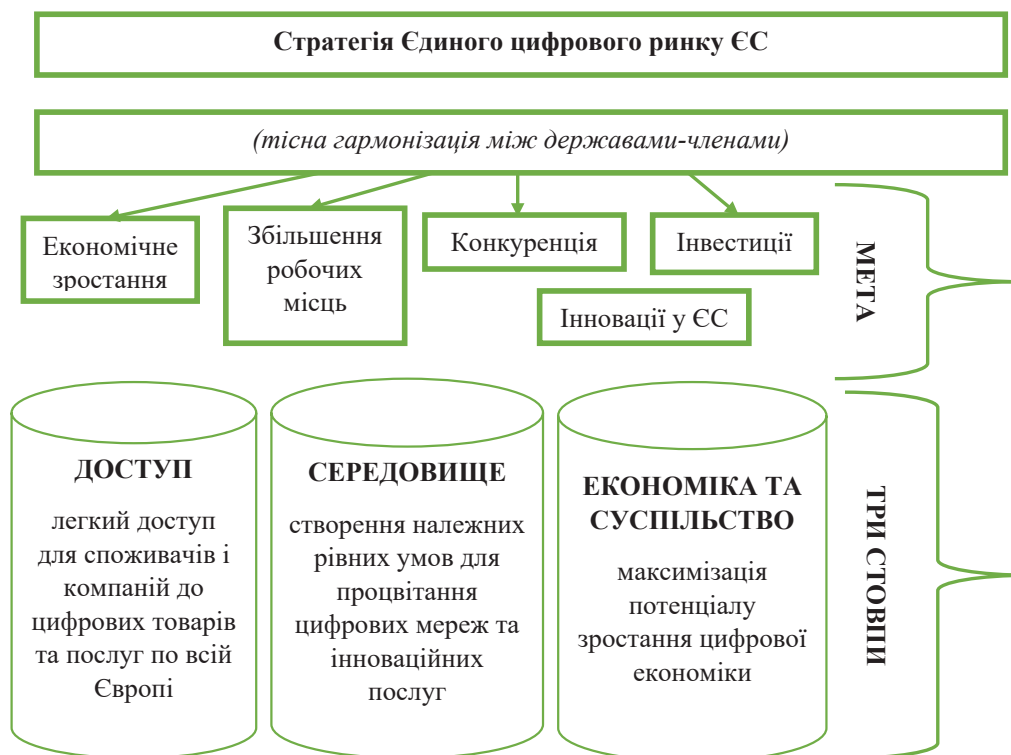 Стратегія Єдиного цифрового ринку ЄС
(тісна гармонізація між державами-членами)
Економічне
зростання
Збільшення
робочих
місць
Конкуренція
Інвестиції
Інновації у ЄС
МЕТА
ДОСТУП
легкий доступ
для споживачів і
компаній до
цифрових товарів
та послуг по всій
Європі
СЕРЕДОВИЩЕ
створення належних
рівних умов для
процвітання
цифрових мереж та
інноваційних
послуг
ЕКОНОМІКА ТА
СУСПІЛЬСТВО
максимізація
потенціалу
зростання цифрової
економіки
ТРИ СТОВПИ